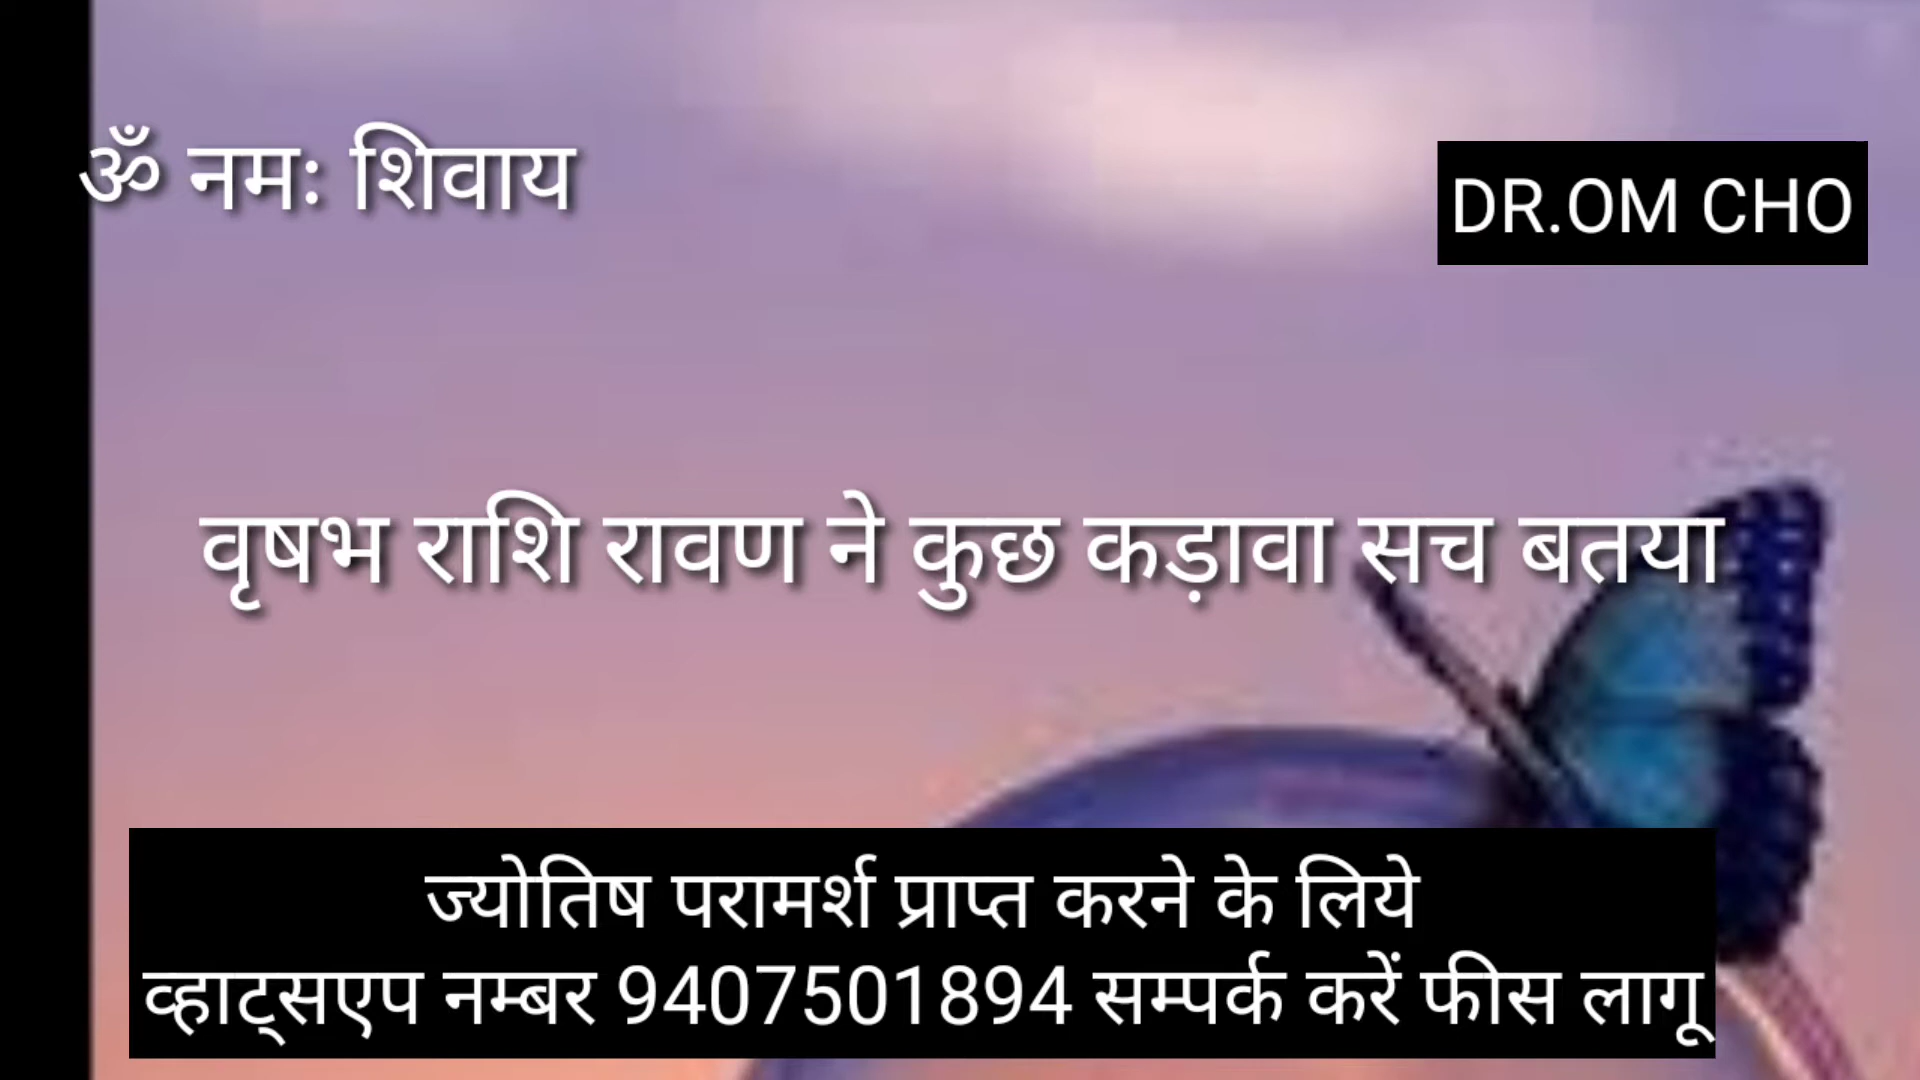 ॐ नमः शिवाय
DR.OM CHO
वृषभ राशि रावण ने कुछ कड़ावा सच बतया
ज्योतिष परामर्श प्राप्त करने के लिये
व्हाट्सएप नम्बर 9407501894 सम्पर्क करें फीस लागू